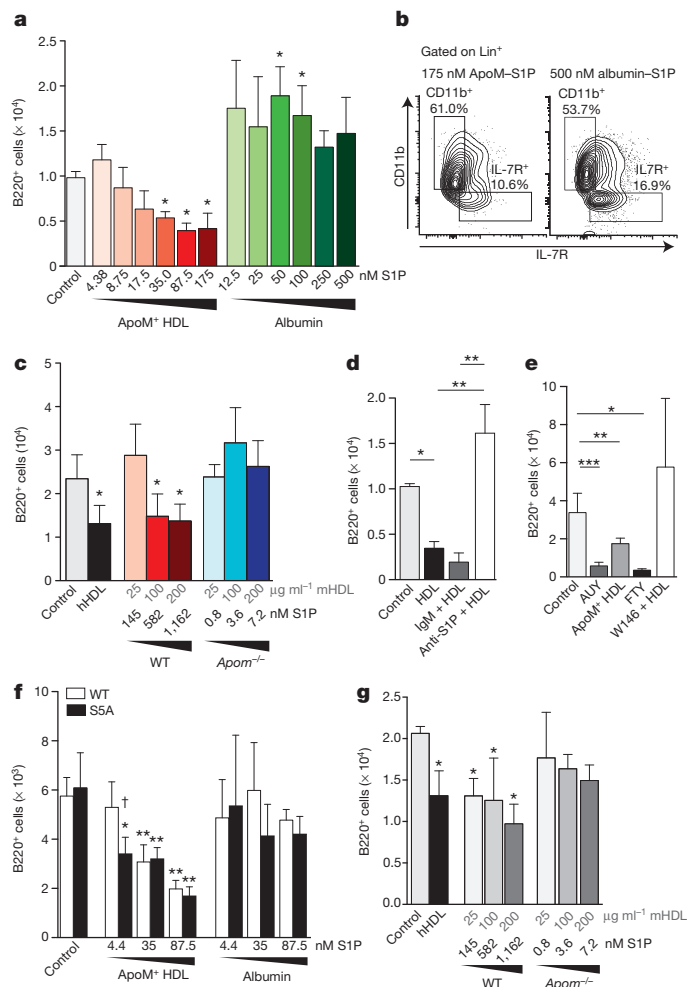 a
B220+ cells (× 10⁴)
2.5
2.0
1.5
1.0
0.5
0
* * * * *
Control
4.38 8.75 17.5 35.0 87.5 175
12.5 25 50 100 250 500
nM S1P
ApoM+ HDL
Albumin
b
Gated on Lin+
175 nM ApoM–S1P
500 nM albumin–S1P
CD11b+
61.0%
CD11b+
53.7%
IL-7R+
10.6%
IL7R+
16.9%
CD11b
IL-7R
c
B220+ cells (10⁴)
5
4
3
2
1
0
* * *
Control
hHDL
25 100 200 25 100 200 μg ml⁻¹ mHDL
145 582 1,162 0.8 3.6 7.2 nM S1P
WT
Apom–/–
d
B220+ cells (× 10⁴)
2.0
1.5
1.0
0.5
0
**
**
*
Control
HDL
IgM + HDL
Anti-S1P + HDL
e
B220+ cells (× 10⁴)
10
8
6
4
2
0
*
**
***
Control
AUY
ApoM+ HDL
FTY
W146 + HDL
f
WT
S5A
B220+ cells (× 10³)
10
8
6
4
2
0
†
* ** ** ** **
Control
4.4 35 87.5 4.4 35 87.5 nM S1P
ApoM+ HDL
Albumin
g
B220+ cells (× 10⁴)
2.5
2.0
1.5
1.0
0.5
0
* * * *
Control
hHDL
25 100 200 25 100 200 μg ml⁻¹ mHDL
145 582 1,162 0.8 3.6 7.2 nM S1P
WT
Apom–/–